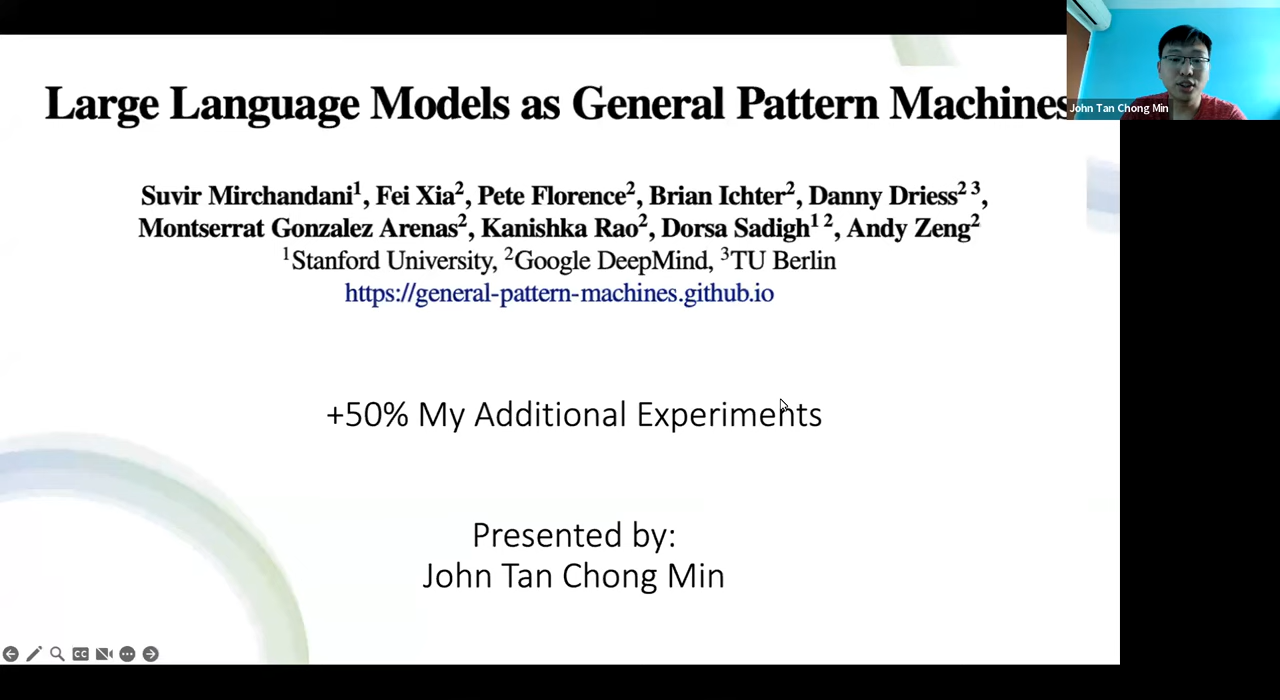 Large Language Models as General Pattern Machines
John Tan Chong Min
Suvir Mirchandani¹, Fei Xia², Pete Florence², Brian Ichter², Danny Driess² ³,
Montserrat Gonzalez Arenas², Kanishka Rao², Dorsa Sadigh¹ ², Andy Zeng²
¹Stanford University, ²Google DeepMind, ³TU Berlin
https://general-pattern-machines.github.io
+50% My Additional Experiments
Presented by:
John Tan Chong Min
CC